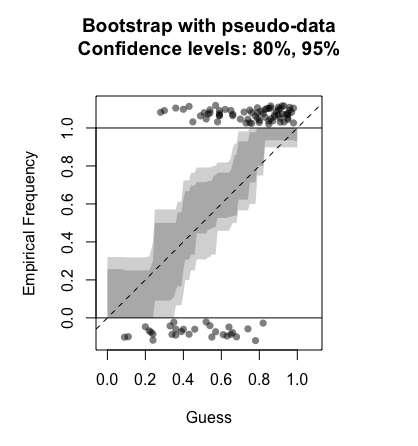 Bootstrap with pseudo-data
Confidence levels: 80%, 95%
Empirical Frequency
1.0
0.8
0.6
0.4
0.2
0.0
0.0 0.2 0.4 0.6 0.8 1.0
Guess